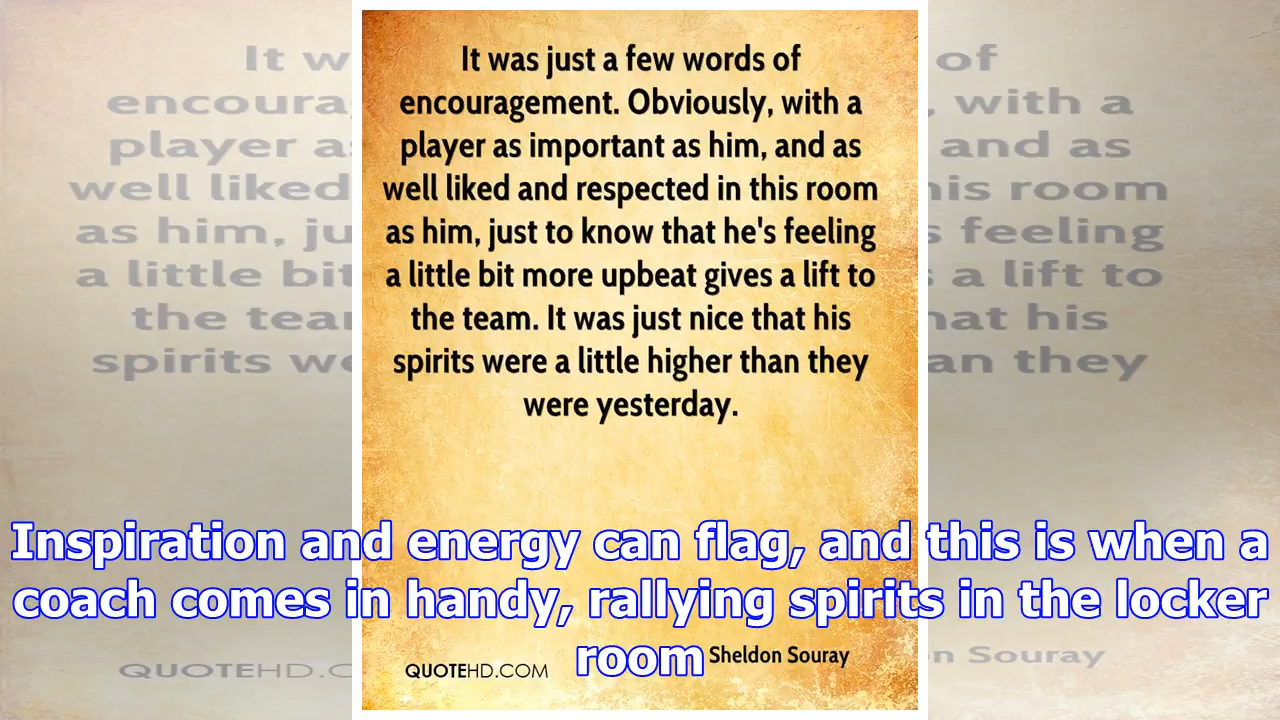 It was just a few words of
encouragement. Obviously, with a
player as important as him, and as
well liked and respected in this room
as him, just to know that he's feeling
a little bit more upbeat gives a lift to
the team. It was just nice that his
spirits were a little higher than they
were yesterday.
Inspiration and energy can flag, and this is when a
coach comes in handy, rallying spirits in the locker
room
Sheldon Souray
QUOTEHD.COM